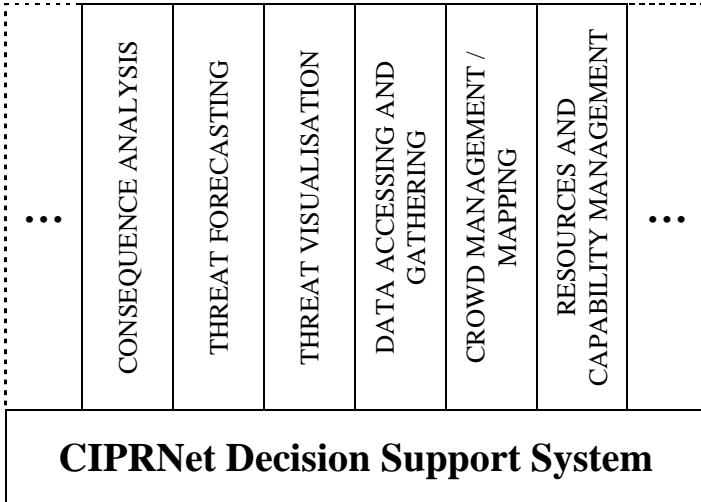 ...
CONSEQUENCE ANALYSIS
THREAT FORECASTING
THREAT VISUALISATION
DATA ACCESSING AND
GATHERING
CROWD MANAGEMENT /
MAPPING
RESOURCES AND
CAPABILITY MANAGEMENT
...
CIPRNet Decision Support System